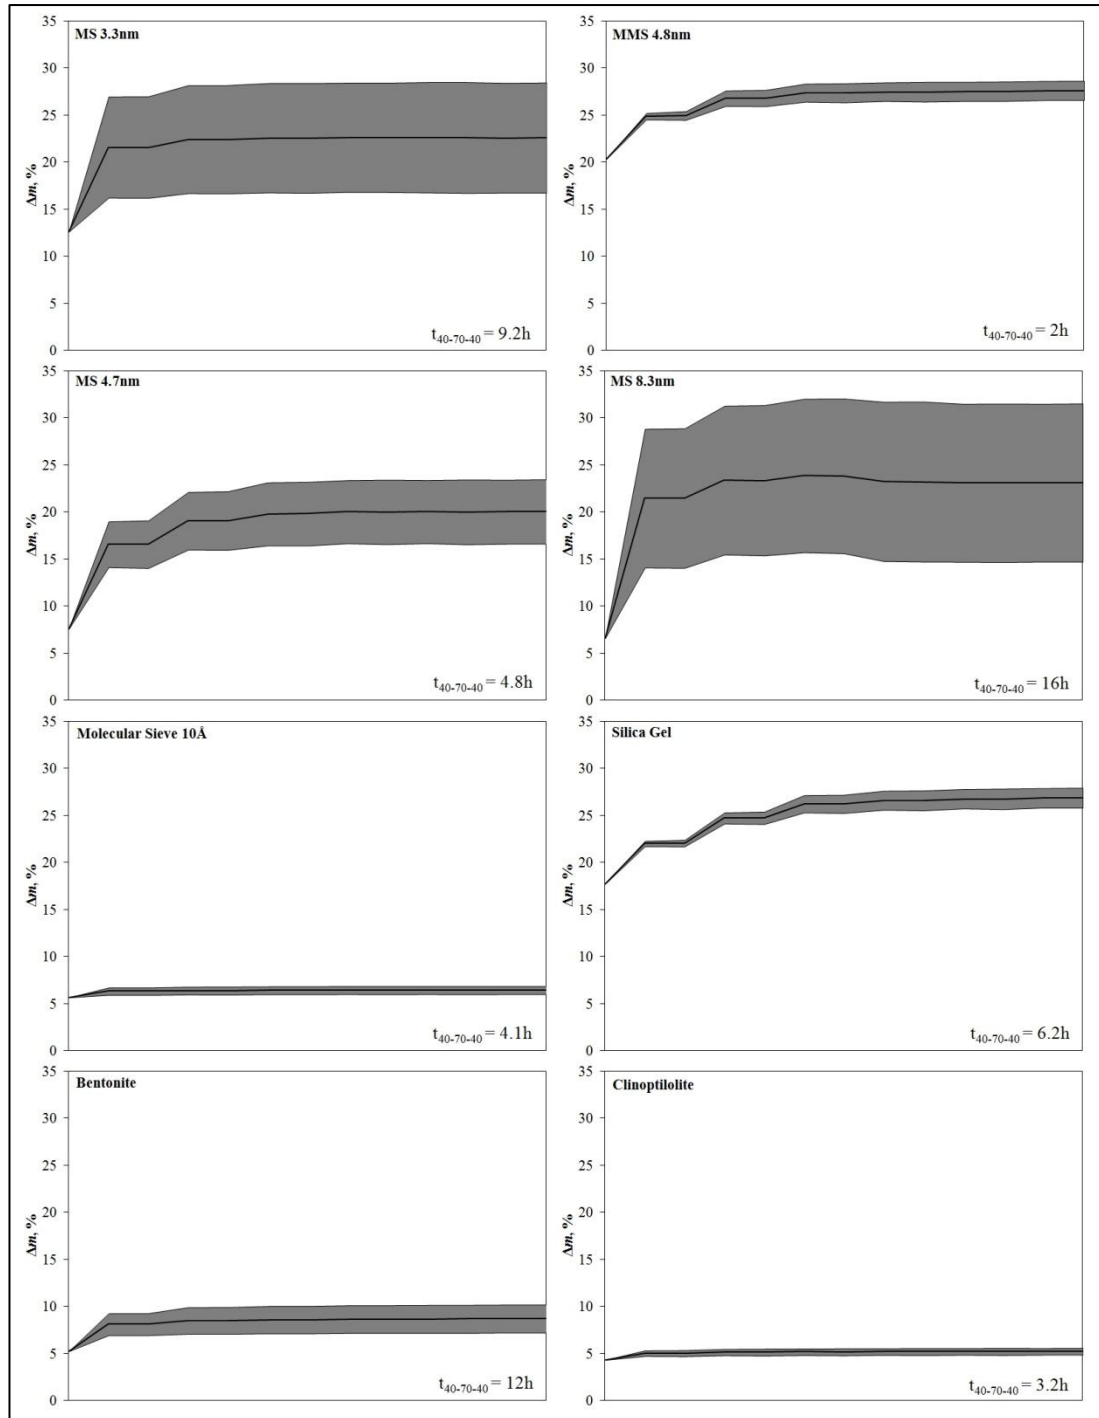 MS 3.3nm
Δm, %
35
30
25
20
15
10
5
0
t40-70-40 = 9.2h
MMS 4.8nm
Δm, %
35
30
25
20
15
10
5
0
t40-70-40 = 2h
MS 4.7nm
Δm, %
35
30
25
20
15
10
5
0
t40-70-40 = 4.8h
MS 8.3nm
Δm, %
35
30
25
20
15
10
5
0
t40-70-40 = 16h
Molecular Sieve 10Å
Δm, %
35
30
25
20
15
10
5
0
t40-70-40 = 4.1h
Silica Gel
Δm, %
35
30
25
20
15
10
5
0
t40-70-40 = 6.2h
Bentonite
Δm, %
35
30
25
20
15
10
5
0
t40-70-40 = 12h
Clinoptilolite
Δm, %
35
30
25
20
15
10
5
0
t40-70-40 = 3.2h